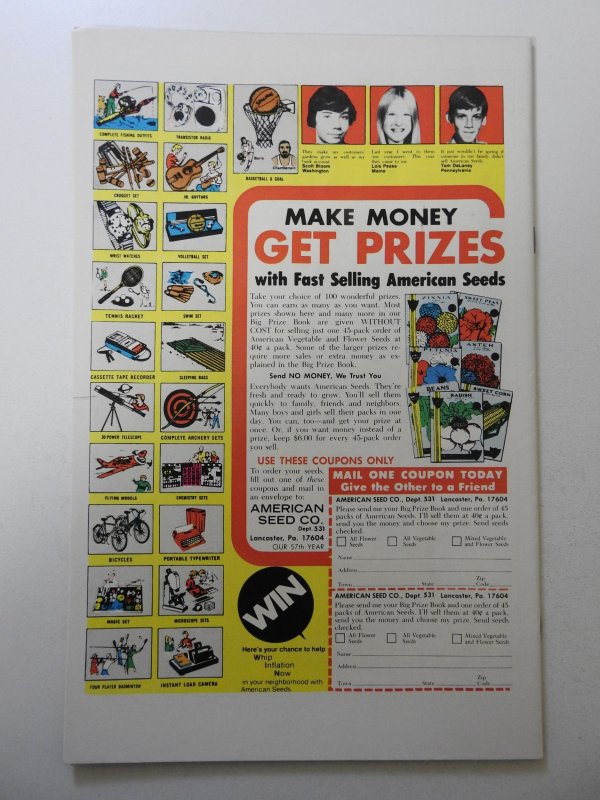 COMPLETE FISHING OUTFITS
TRANSISTOR RADIO
CROQUET SET
JR. GUITARS
WRIST WATCHES
VOLLEYBALL SET
TENNIS RACKET
SWIM SET
CASSETTE TAPE RECORDER
SLEEPING BAGS
30 POWER TELESCOPE
COMPLETE ARCHERY SETS
FLYING MODELS
CHEMISTRY SETS
BICYCLES
PORTABLE TYPEWRITER
MAGIC SET
MICROSCOPE SETS
FOUR PLAYER BADMINTON
INSTANT LOAD CAMERA
BASKETBALL & GOAL
They make my customers'
gardens grow as well as my
bank account.
Scott Bloom
Washington
Last year I went to them
my customers! This year
they came to me.
Lois Pease
Maine
It just wouldn't be spring if
someone in our family didn't
sell American Seeds.
Tom DeLaney
Pennsylvania
MAKE MONEY
GET PRIZES
with Fast Selling American Seeds
Take your choice of 100 wonderful prizes.
You can earn as many as you want. Most
prizes shown here and many more in our
Big Prize Book are given WITHOUT
COST for selling just one 45-pack order of
American Vegetable and Flower Seeds at
40¢ a pack. Some of the larger prizes re-
quire more sales or extra money as ex-
plained in the Big Prize Book.
Send NO MONEY, We Trust You
Everybody wants American Seeds. They're
fresh and ready to grow. You'll sell them
quickly to family, friends and neighbors.
Many boys and girls sell their packs in one
day. You can, too—and get your prize at
once. Or, if you want money instead of a
prize, keep $6.00 for every 45-pack order
you sell.
ZINNIA
SWEET PEAS
PETUNIA
ASTER
BEANS
RADISH
SWEET CORN
USE THESE COUPONS ONLY
To order your seeds,
fill out one of these
coupons and mail in
an envelope to:
AMERICAN
SEED CO.
Dept. 531
Lancaster, Pa. 17604
OUR 57th YEAR
MAIL ONE COUPON TODAY
Give the Other to a Friend
AMERICAN SEED CO., Dept. 531 Lancaster, Pa. 17604
Please send me your Big Prize Book and one order of 45
packs of American Seeds. I'll sell them at 40¢ a pack,
send you the money and choose my prize. Send seeds
checked.
All Flower Seeds
All Vegetable Seeds
Mixed Vegetable and Flower Seeds
Name
Address
Town State Zip Code
AMERICAN SEED CO., Dept. 531 Lancaster, Pa. 17604
Please send me your Big Prize Book and one order of 45
packs of American Seeds. I'll sell them at 40¢ a pack,
send you the money and choose my prize. Send seeds
checked.
All Flower Seeds
All Vegetable Seeds
Mixed Vegetable and Flower Seeds
Name
Address
Town State Zip Code
WIN
Here's your chance to help
Whip
Inflation
Now
in your neighborhood with
American Seeds.